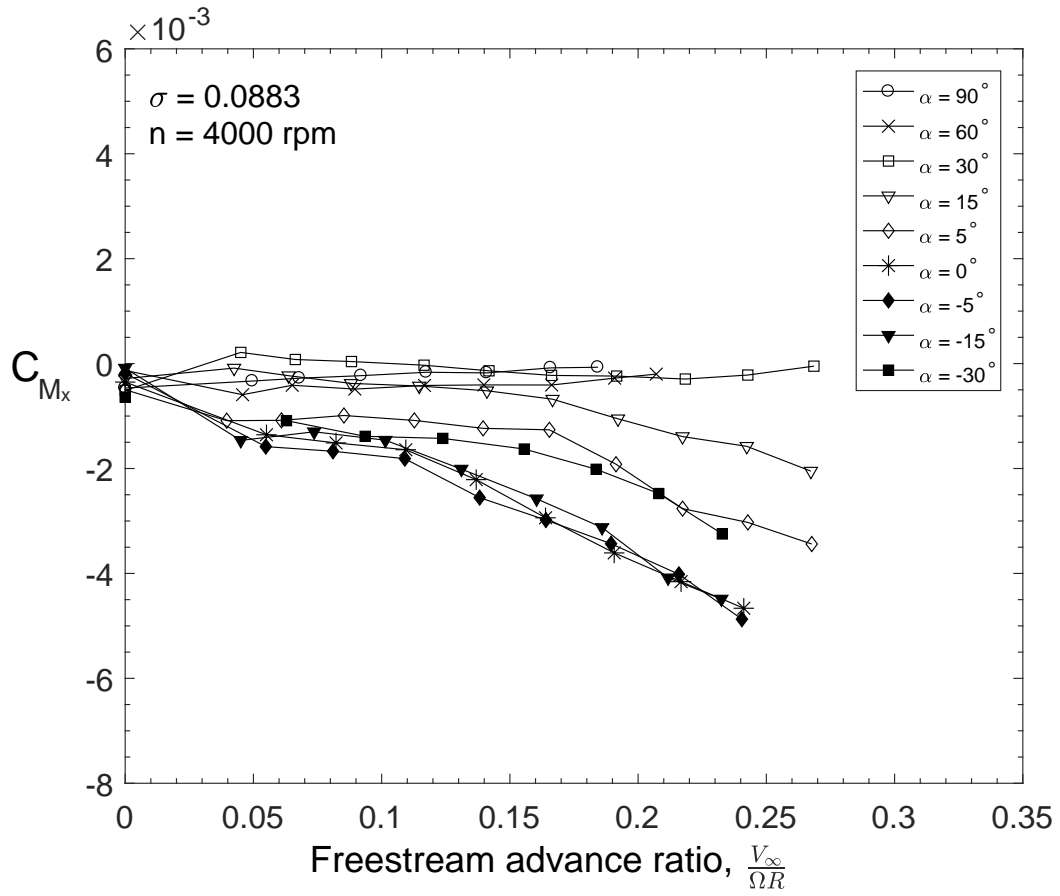 ×10⁻³
6
4
2
0
-2
-4
-6
-8
C_Mx
σ = 0.0883
n = 4000 rpm
α = 90°
α = 60°
α = 30°
α = 15°
α = 5°
α = 0°
α = -5°
α = -15°
α = -30°
0 0.05 0.1 0.15 0.2 0.25 0.3 0.35
Freestream advance ratio, V∞/ΩR